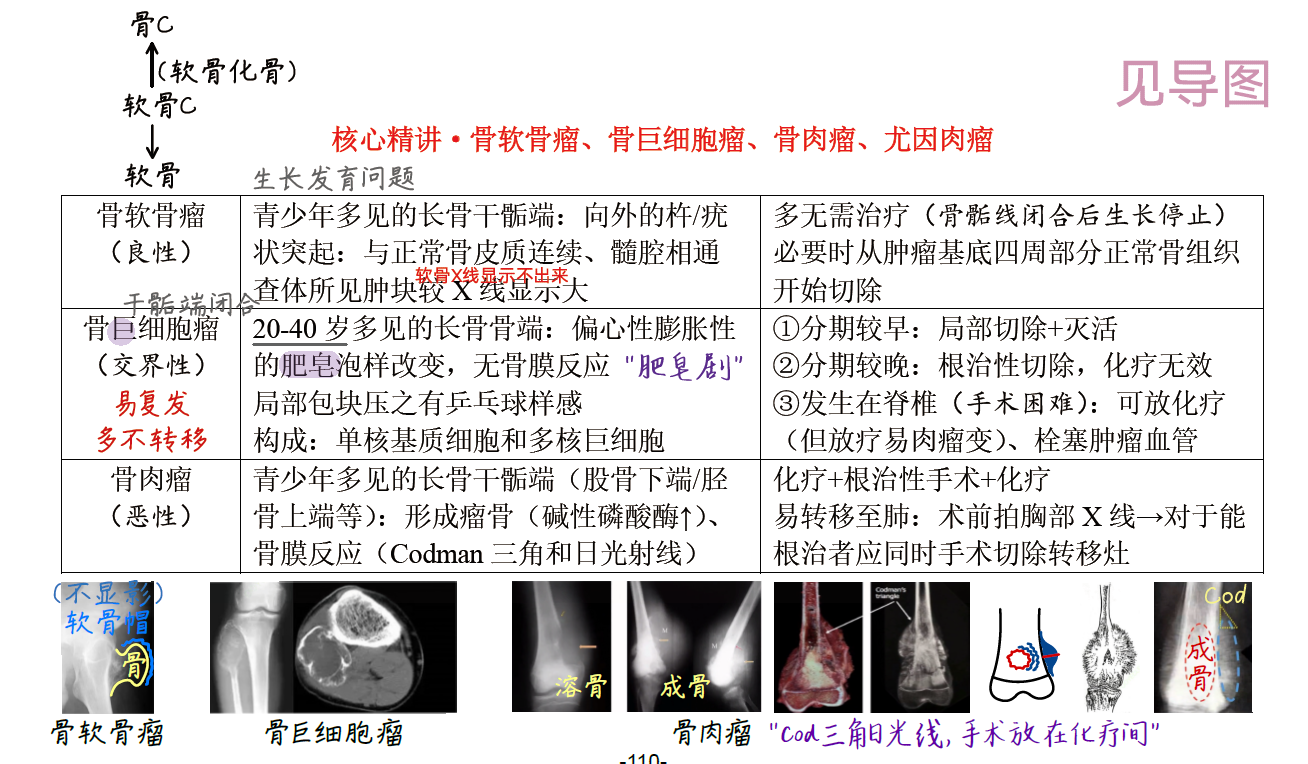 骨C
(软骨化骨)
软骨C
软骨
见导图
核心精讲·骨软骨瘤、骨巨细胞瘤、骨肉瘤、尤因肉瘤
生长发育问题
骨软骨瘤
（良性）
青少年多见的长骨干骺端：向外的杵/疣
状突起：与正常骨皮质连续、髓腔相通
软骨X线显示不出来
查体所见肿块较 X 线显示大
多无需治疗（骨骺线闭合后生长停止）
必要时从肿瘤基底四周部分正常骨组织
开始切除
干骺端闭合
骨巨细胞瘤
（交界性）
易复发
多不转移
20-40 岁多见的长骨骨端：偏心性膨胀性
的肥皂泡样改变，无骨膜反应 "肥皂剧"
局部包块压之有乒乓球样感
构成：单核基质细胞和多核巨细胞
①分期较早：局部切除+灭活
②分期较晚：根治性切除，化疗无效
③发生在脊椎（手术困难）：可放化疗
（但放疗易肉瘤变）、栓塞肿瘤血管
骨肉瘤
（恶性）
青少年多见的长骨干骺端（股骨下端/胫
骨上端等）：形成瘤骨（碱性磷酸酶↑）、
骨膜反应（Codman 三角和日光射线）
化疗+根治性手术+化疗
易转移至肺：术前拍胸部 X 线→对于能
根治者应同时手术切除转移灶
(不显影)
软骨帽
骨
溶骨
M
M
成骨
Codman's
triangle
Cod
成骨
骨软骨瘤
骨巨细胞瘤
骨肉瘤
"Cod三角日光线,手术放在化疗间"
-110-